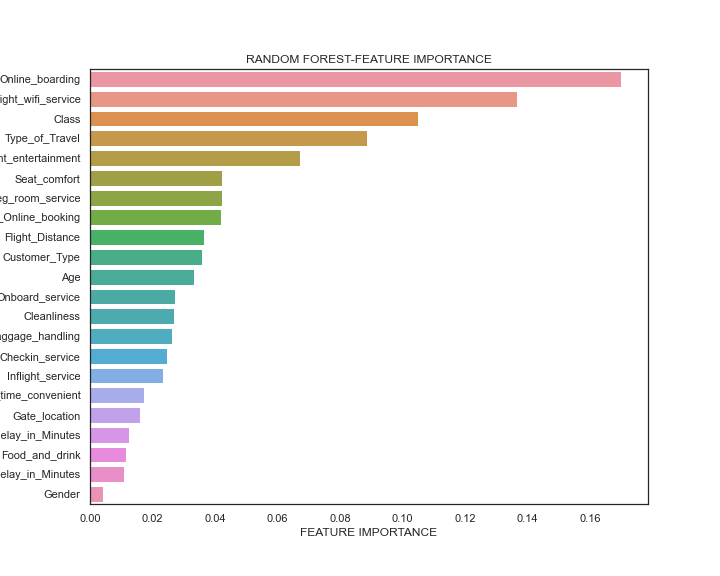 RANDOM FOREST-FEATURE IMPORTANCE
Online_boarding
ight_wifi_service
Class
Type_of_Travel
nt_entertainment
Seat_comfort
eg_room_service
_Online_booking
Flight_Distance
Customer_Type
Age
Onboard_service
Cleanliness
aggage_handling
Checkin_service
Inflight_service
_time_convenient
Gate_location
elay_in_Minutes
Food_and_drink
elay_in_Minutes
Gender
0.00 0.02 0.04 0.06 0.08 0.10 0.12 0.14 0.16
FEATURE IMPORTANCE